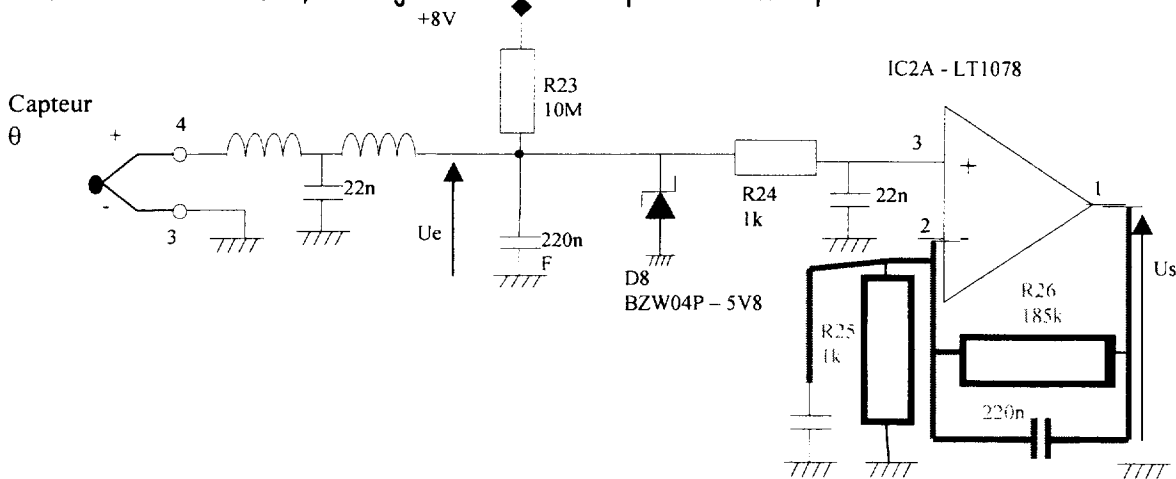 +8V
IC2A - LT1078
R23
10M
Capteur
θ
+
4
-
3
22n
Ue
220n
F
D8
BZW04P – 5V8
R24
1k
22n
3
+
2
-
1
Us
R25
1k
R26
185k
220n